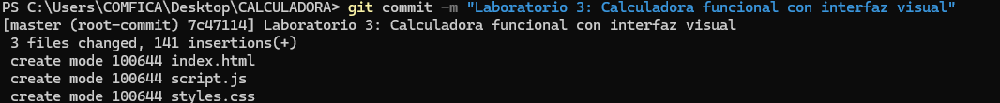 PS C:\Users\COMFICA\Desktop\CALCULADORA> git commit -m "Laboratorio 3: Calculadora funcional con interfaz visual"
[master (root-commit) 7c47114] Laboratorio 3: Calculadora funcional con interfaz visual
 3 files changed, 141 insertions(+)
 create mode 100644 index.html
 create mode 100644 script.js
 create mode 100644 styles.css